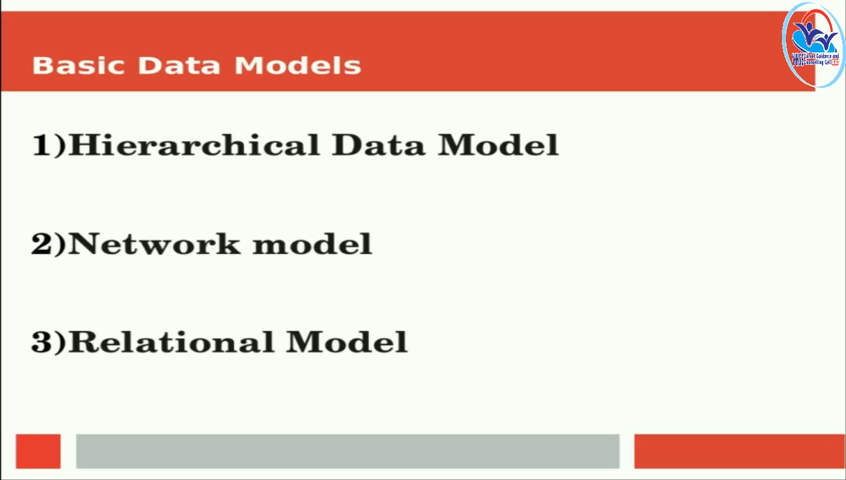 Basic Data Models
1)Hierarchical Data Model
2)Network model
3)Relational Model